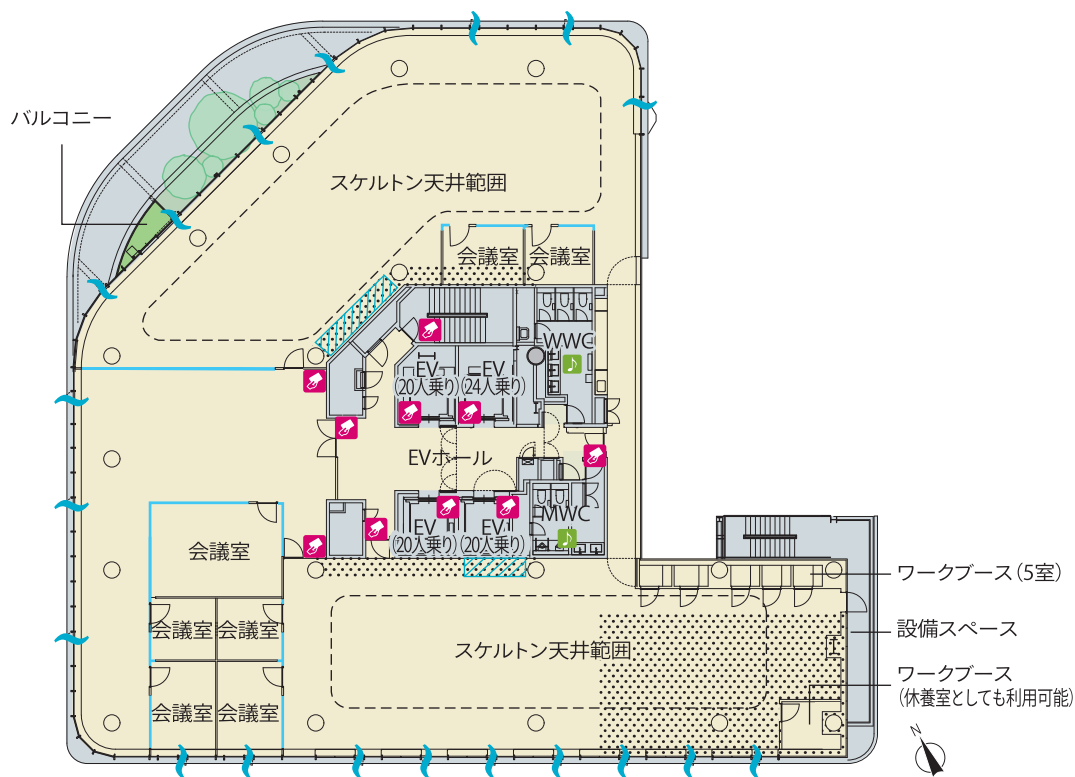 バルコニー
スケルトン天井範囲
会議室
会議室
WWC
EV
(20人乗り)
EV
(24人乗り)
EVホール
MWC
EV
(20人乗り)
EV
(20人乗り)
会議室
会議室
会議室
会議室
会議室
スケルトン天井範囲
ワークブース(5室)
設備スペース
ワークブース
(休養室としても利用可能)
N